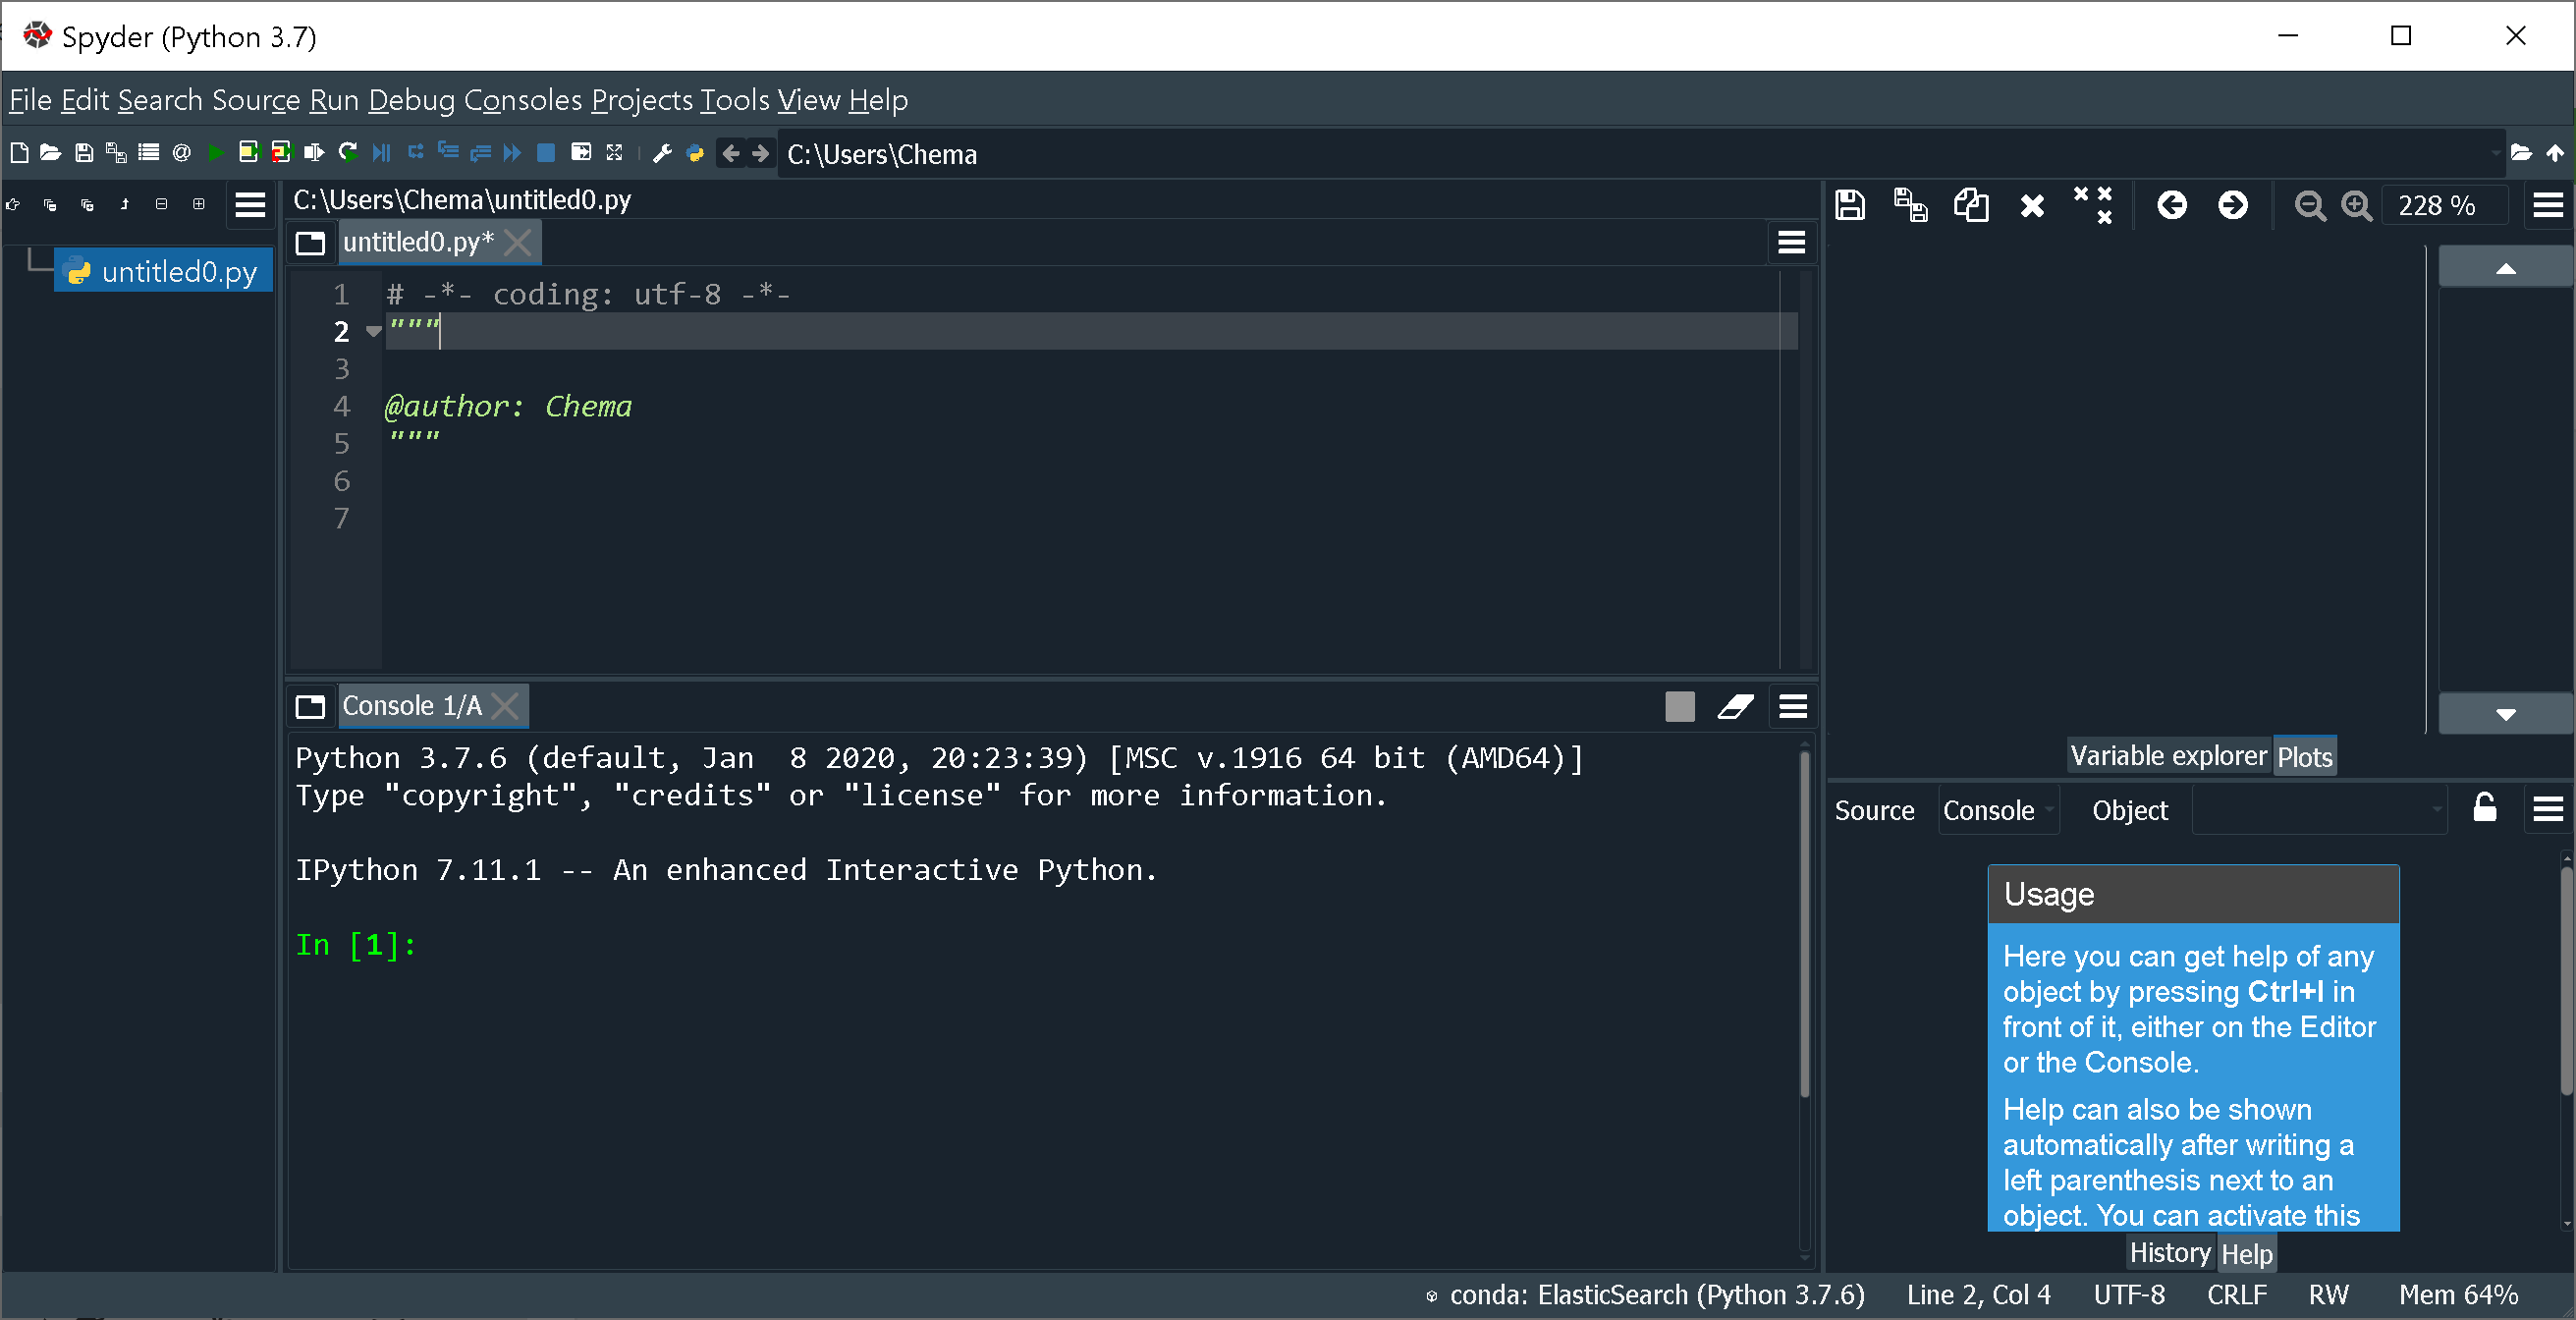 Spyder (Python 3.7)
File Edit Search Source Run Debug Consoles Projects Tools View Help
C:\Users\Chema
C:\Users\Chema\untitled0.py
228 %
untitled0.py*
untitled0.py
1 # -*- coding: utf-8 -*-
2 """
3
4 @author: Chema
5 """
6
7
Console 1/A
Python 3.7.6 (default, Jan  8 2020, 20:23:39) [MSC v.1916 64 bit (AMD64)]
Type "copyright", "credits" or "license" for more information.
IPython 7.11.1 -- An enhanced Interactive Python.
In [1]:
Variable explorer Plots
Source Console Object
Usage
Here you can get help of any
object by pressing Ctrl+I in
front of it, either on the Editor
or the Console.
Help can also be shown
automatically after writing a
left parenthesis next to an
object. You can activate this
History Help
conda: ElasticSearch (Python 3.7.6) Line 2, Col 4 UTF-8 CRLF RW Mem 64%